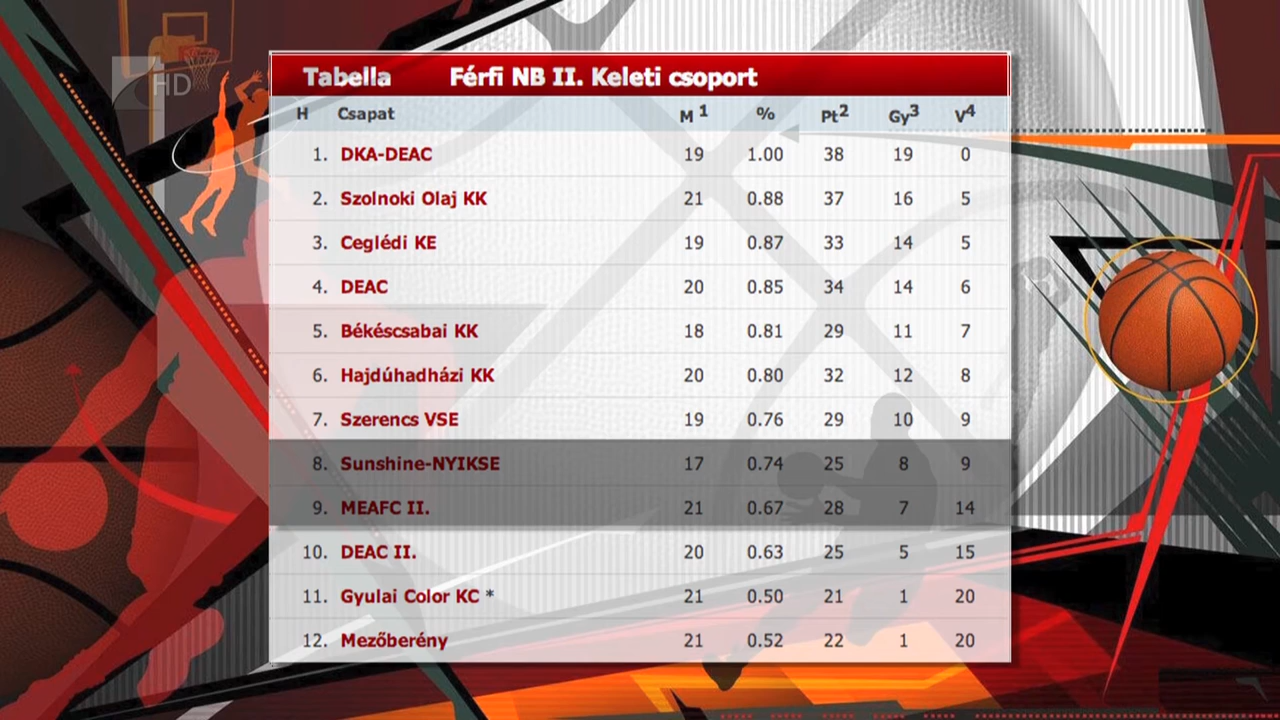 HD
Tabella Férfi NB II. Keleti csoport
H Csapat M 1 % Pt2 Gy3 V4
1. DKA-DEAC 19 1.00 38 19 0
2. Szolnoki Olaj KK 21 0.88 37 16 5
3. Ceglédi KE 19 0.87 33 14 5
4. DEAC 20 0.85 34 14 6
5. Békéscsabai KK 18 0.81 29 11 7
6. Hajdúhadházi KK 20 0.80 32 12 8
7. Szerencs VSE 19 0.76 29 10 9
8. Sunshine-NYIKSE 17 0.74 25 8 9
9. MEAFC II. 21 0.67 28 7 14
10. DEAC II. 20 0.63 25 5 15
11. Gyulai Color KC * 21 0.50 21 1 20
12. Mezőberény 21 0.52 22 1 20